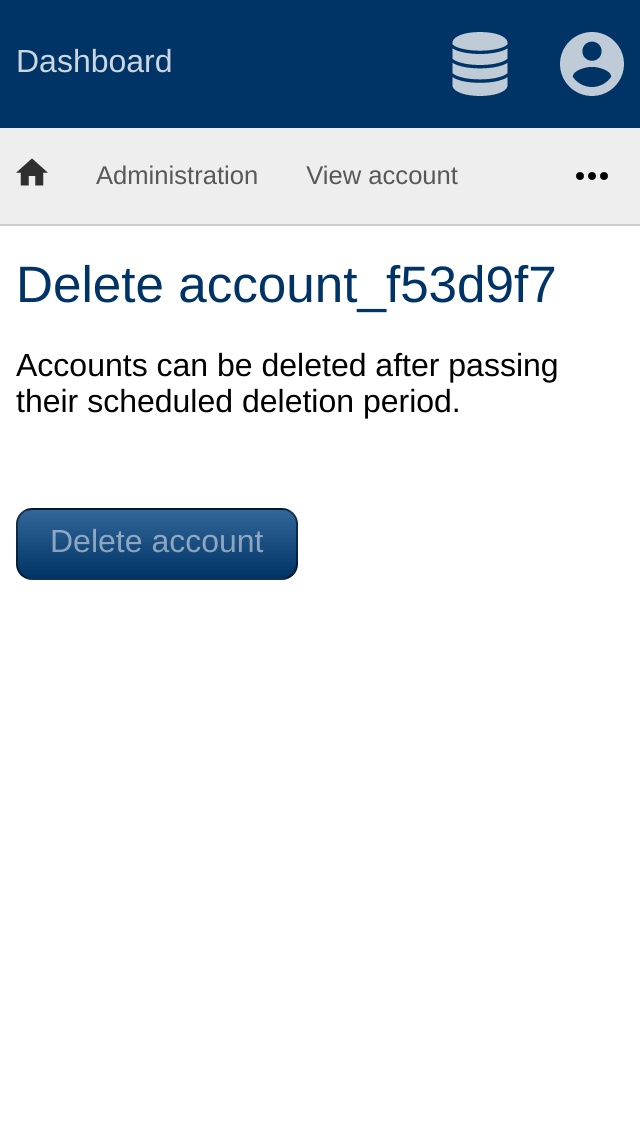 Dashboard
Administration View account
Delete account_f53d9f7
Accounts can be deleted after passing
their scheduled deletion period.
Delete account